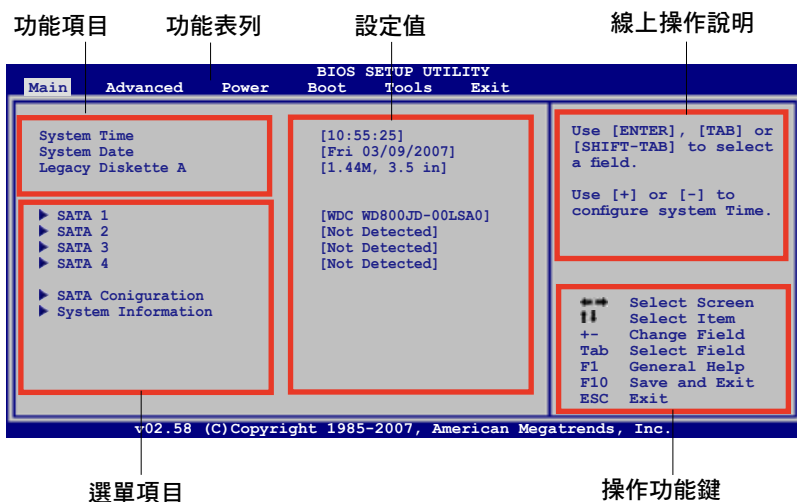 功能項目 功能表列 設定值 線上操作說明
BIOS SETUP UTILITY
Main Advanced Power Boot Tools Exit
System Time [10:55:25]
System Date [Fri 03/09/2007]
Legacy Diskette A [1.44M, 3.5 in]
SATA 1 [WDC WD800JD-00LSA0]
SATA 2 [Not Detected]
SATA 3 [Not Detected]
SATA 4 [Not Detected]
SATA Coniguration
System Information
Use [ENTER], [TAB] or
[SHIFT-TAB] to select
a field.
Use [+] or [-] to
configure system Time.
Select Screen
Select Item
+- Change Field
Tab Select Field
F1 General Help
F10 Save and Exit
ESC Exit
v02.58 (C)Copyright 1985-2007, American Megatrends, Inc.
選單項目 操作功能鍵